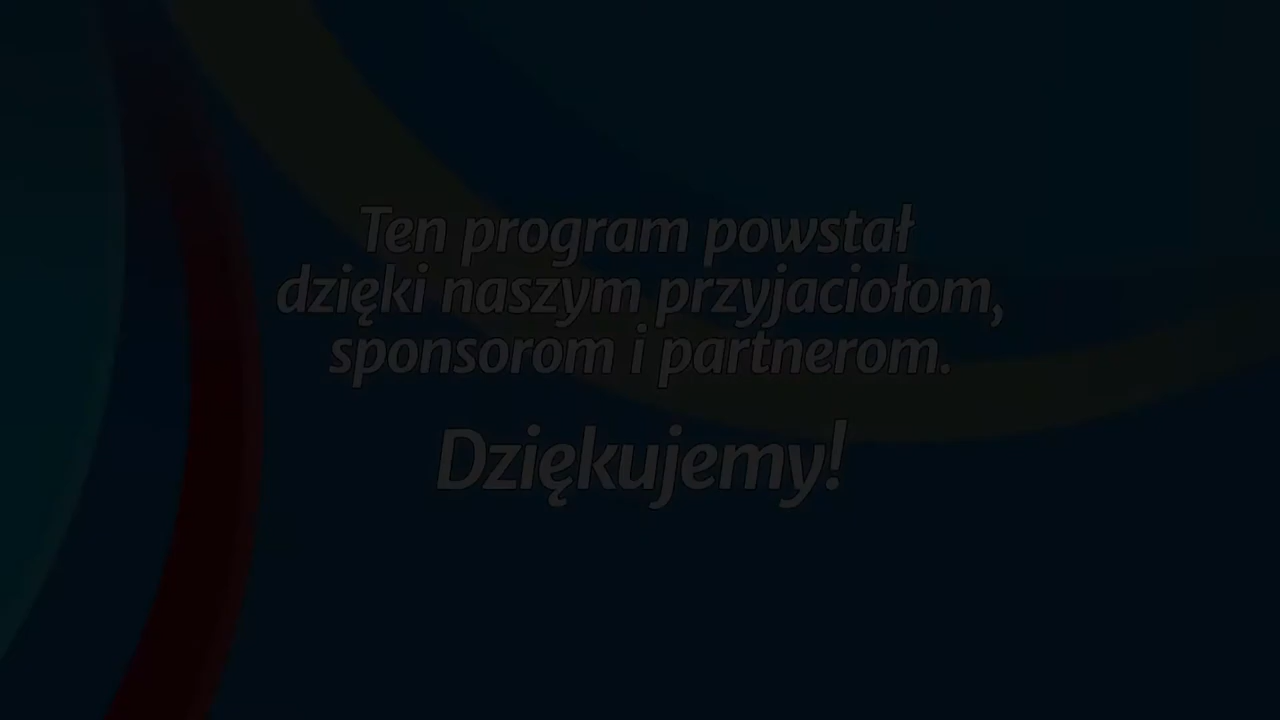 Ten program powstał
dzięki naszym przyjaciołom,
sponsorom i partnerom.
Dziękujemy!